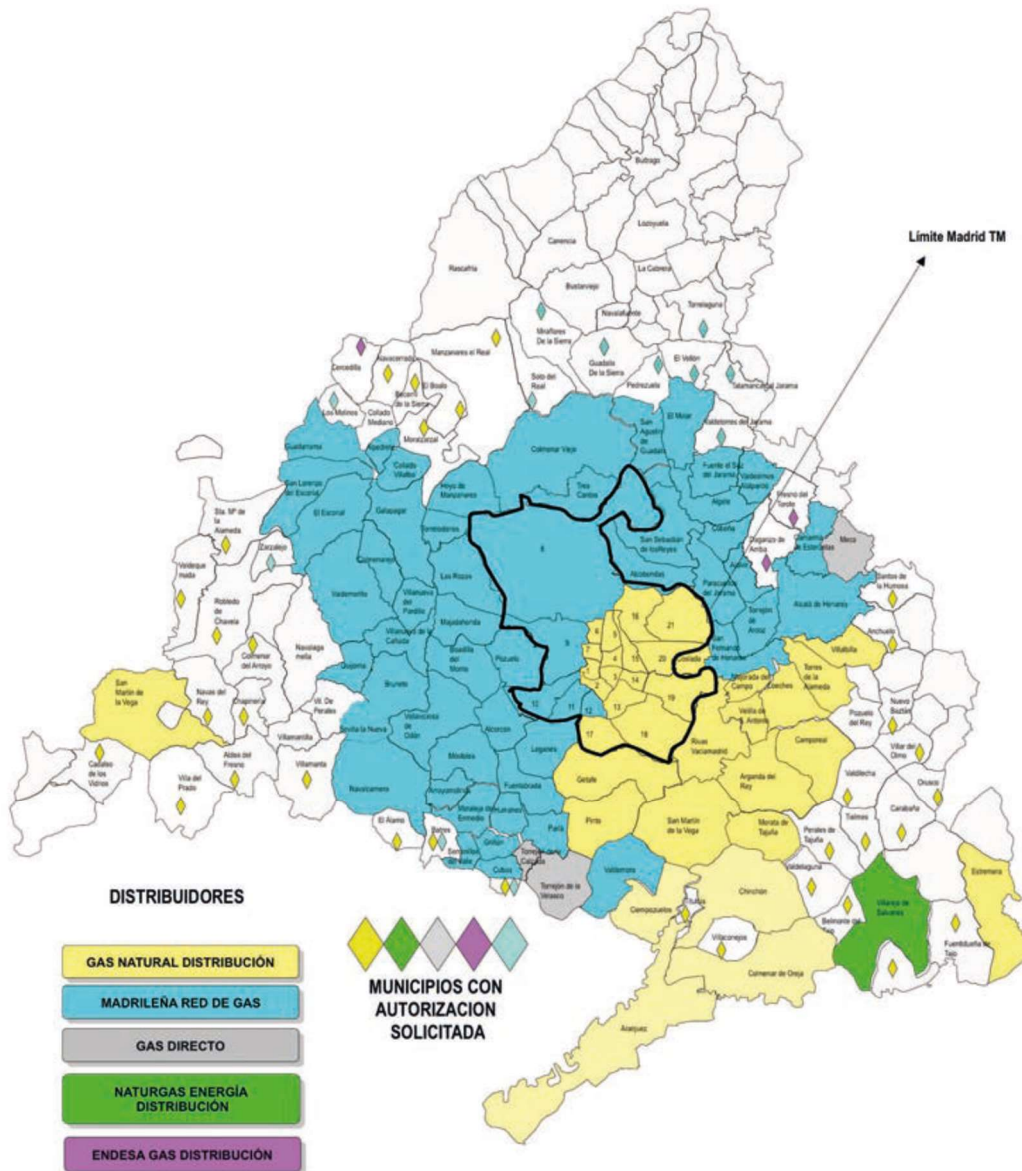 Buitrago
Lozoyuela
Límite Madrid TM
Canencia
Rascafría
La Cabrera
Bustarviejo
Torrelaguna
Navalafuente
Miraflores
De la Sierra
Manzanares el Real
Navacerrada
Cercedilla
El Vellón
Guadalix
De la Sierra
Pedrezuela
Soto del
Real
El Boalo
Becerril
de la Sierra
Los Molinos
Collado
Mediano
Moralzarzal
Talamanca del Jarama
Valdetorres del Jarama
El Molar
San
Agustín
de
Guadalix
Colmenar Viejo
Guadarrama
Alpedrete
Collado
Villalba
Hoyo de
Manzanares
Tres
Cantos
Fuente el Saz
del Jarama
Valdeolmos
Alalpardo
San Lorenzo
del Escorial
El Escorial
Galapagar
Torrelodones
Algete
Fresno del
Torote
Sta. Mª de
la
Alameda
Zarzalejo
Cobeña
San Sebastián
de los Reyes
Daganzo de
Arriba
Camarma
de Esteruelas
Meco
8
Colmenarejo
Las Rozas
Alcobendas
Ajalvir
Valdeque
mada
Robledo
de
Chavela
Valdemorillo
Villanueva
del
Pardillo
Paracuellos
del Jarama
Santos de
la Humosa
Alcalá de Henares
Majadahonda
16
21
6
5
Torrejón
de
Ardoz
Anchuelo
Villanueva de la
Cañada
Colmenar
del Arroyo
Navalaga
mella
Boadilla
del Monte
Pozuelo
9
7
4
15
20
Coslada
San
Fernando
de Henares
Villalbilla
Quijorna
Brunete
1
3
14
2
19
13
Mejorada del
Campo
Loeches
Torres
de la
Alameda
San
Martín de
la Vega
Navas del
Rey
Chapinería
Vill. De
Perales
10
11
12
Velilla de
S. Antonio
Pozuelo
del Rey
Nuevo
Baztán
Villaviciosa
de
Odón
Alcorcón
17
18
Sevilla la Nueva
Villamantilla
Leganés
Rivas
Vaciamadrid
Campo real
Villar del
Olmo
Cadalso
de los
Vidrios
Aldea del
Fresno
Villamanta
Móstoles
Villa del
Prado
Navalcarnero
Arroyomolinos
Fuenlabrada
Getafe
Arganda del
Rey
Valdilecha
Orusco
Moraleja de
Enmedio
Humanes
Carabaña
Pinto
San Martín
de la Vega
Morata de
Tajuña
Tielmes
Perales de
Tajuña
El Álamo
Batres
Parla
Griñón
Serranillos
del Valle
Cubas
Torrejón de la
Calzada
Torrejón de la
Velasco
Valdemoro
Valdelaguna
Estremera
Chinchón
Titulcia
Ciempozuelos
Villarejo de
Salvanés
Belmonte del
Tajo
Villaconejos
Fuentidueña de
Tajo
Colmenar de Oreja
Aranjuez
DISTRIBUIDORES
GAS NATURAL DISTRIBUCIÓN
MADRILEÑA RED DE GAS
GAS DIRECTO
NATURGAS ENERGÍA
DISTRIBUCIÓN
ENDESA GAS DISTRIBUCIÓN
MUNICIPIOS CON
AUTORIZACION
SOLICITADA